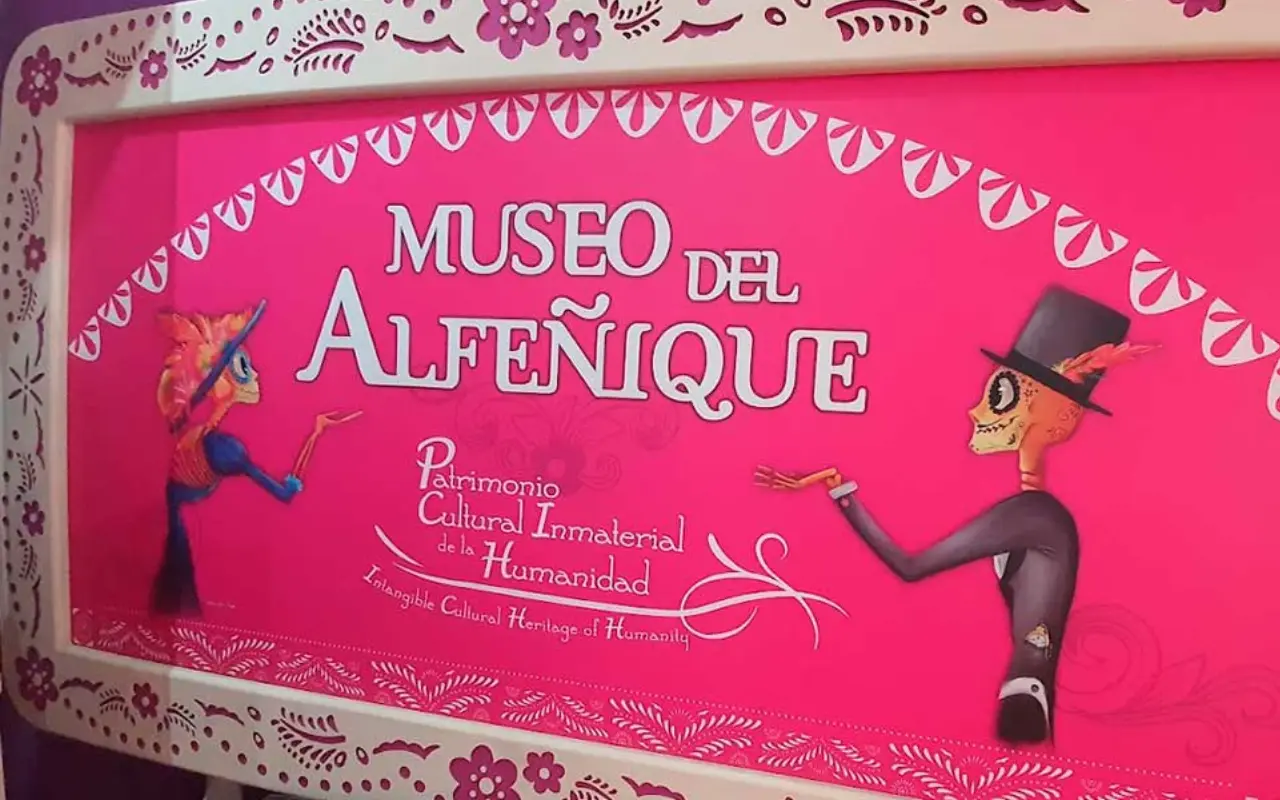 MUSEO DEL
ALFEÑIQUE
Patrimonio
Cultural Inmaterial
de la
Humanidad
Intangible Cultural Heritage of Humanity